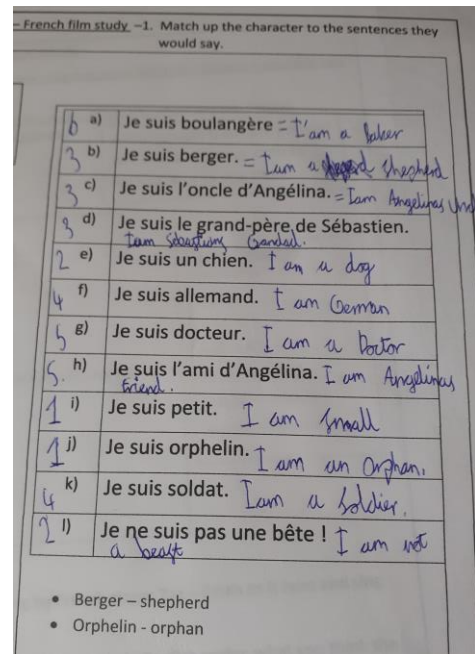 – French film study –1. Match up the character to the sentences they
would say.
6 a) Je suis boulangère = I'am a baker
3 b) Je suis berger. = I am a shepherd
3 c) Je suis l'oncle d'Angélina. = I am Angelinas
3 d) Je suis le grand-père de Sébastien.
I am Sebastians Grandad.
2 e) Je suis un chien. I am a dog
4 f) Je suis allemand. I am German
5 g) Je suis docteur. I am a Doctor
5. h) Je suis l'ami d'Angélina. I am Angelinas
friend.
1 i) Je suis petit. I am Small
1 j) Je suis orphelin. I am an Orphan.
4 k) Je suis soldat. I am a Soldier.
2 l) Je ne suis pas une bête ! I am not
a beast
• Berger – shepherd
• Orphelin - orphan